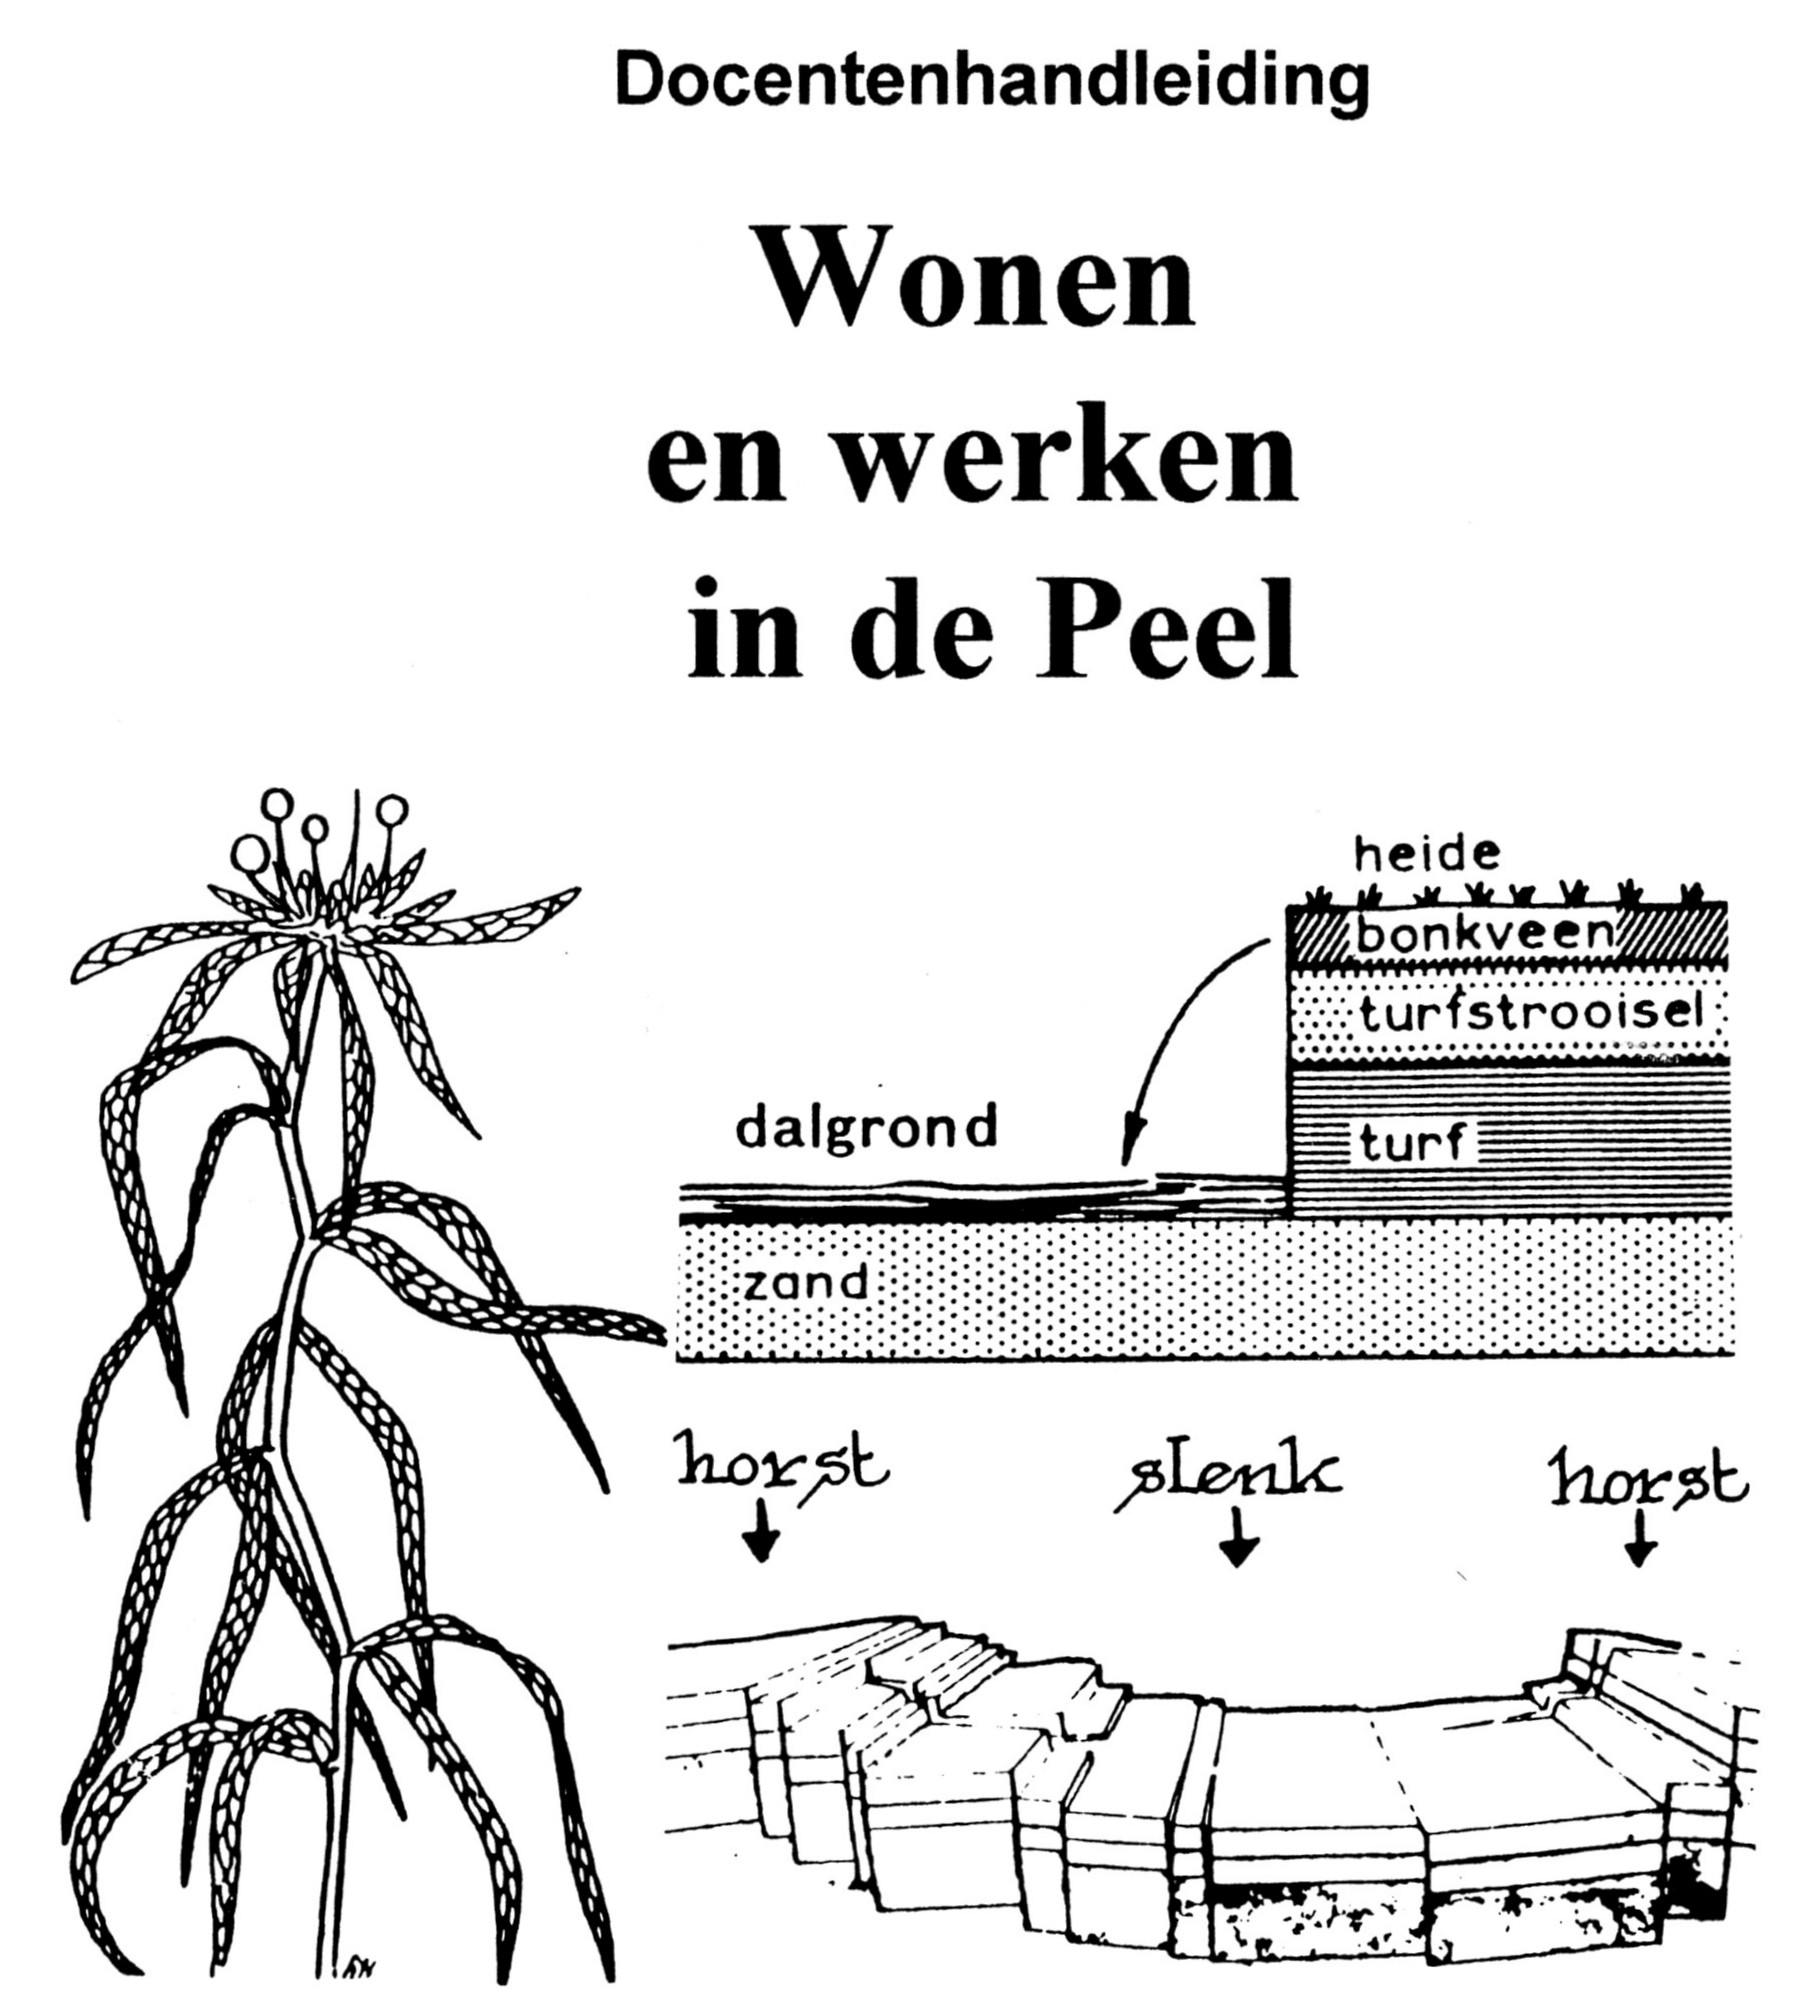 Docentenhandleiding
Wonen
en werken
in de Peel
heide
bonkveen
turfstrooisel
turf
dalgrond
zand
horst slenk horst